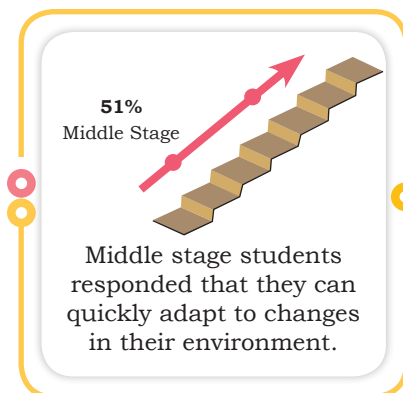 51%
Middle Stage
Middle stage students
responded that they can
quickly adapt to changes
in their environment.